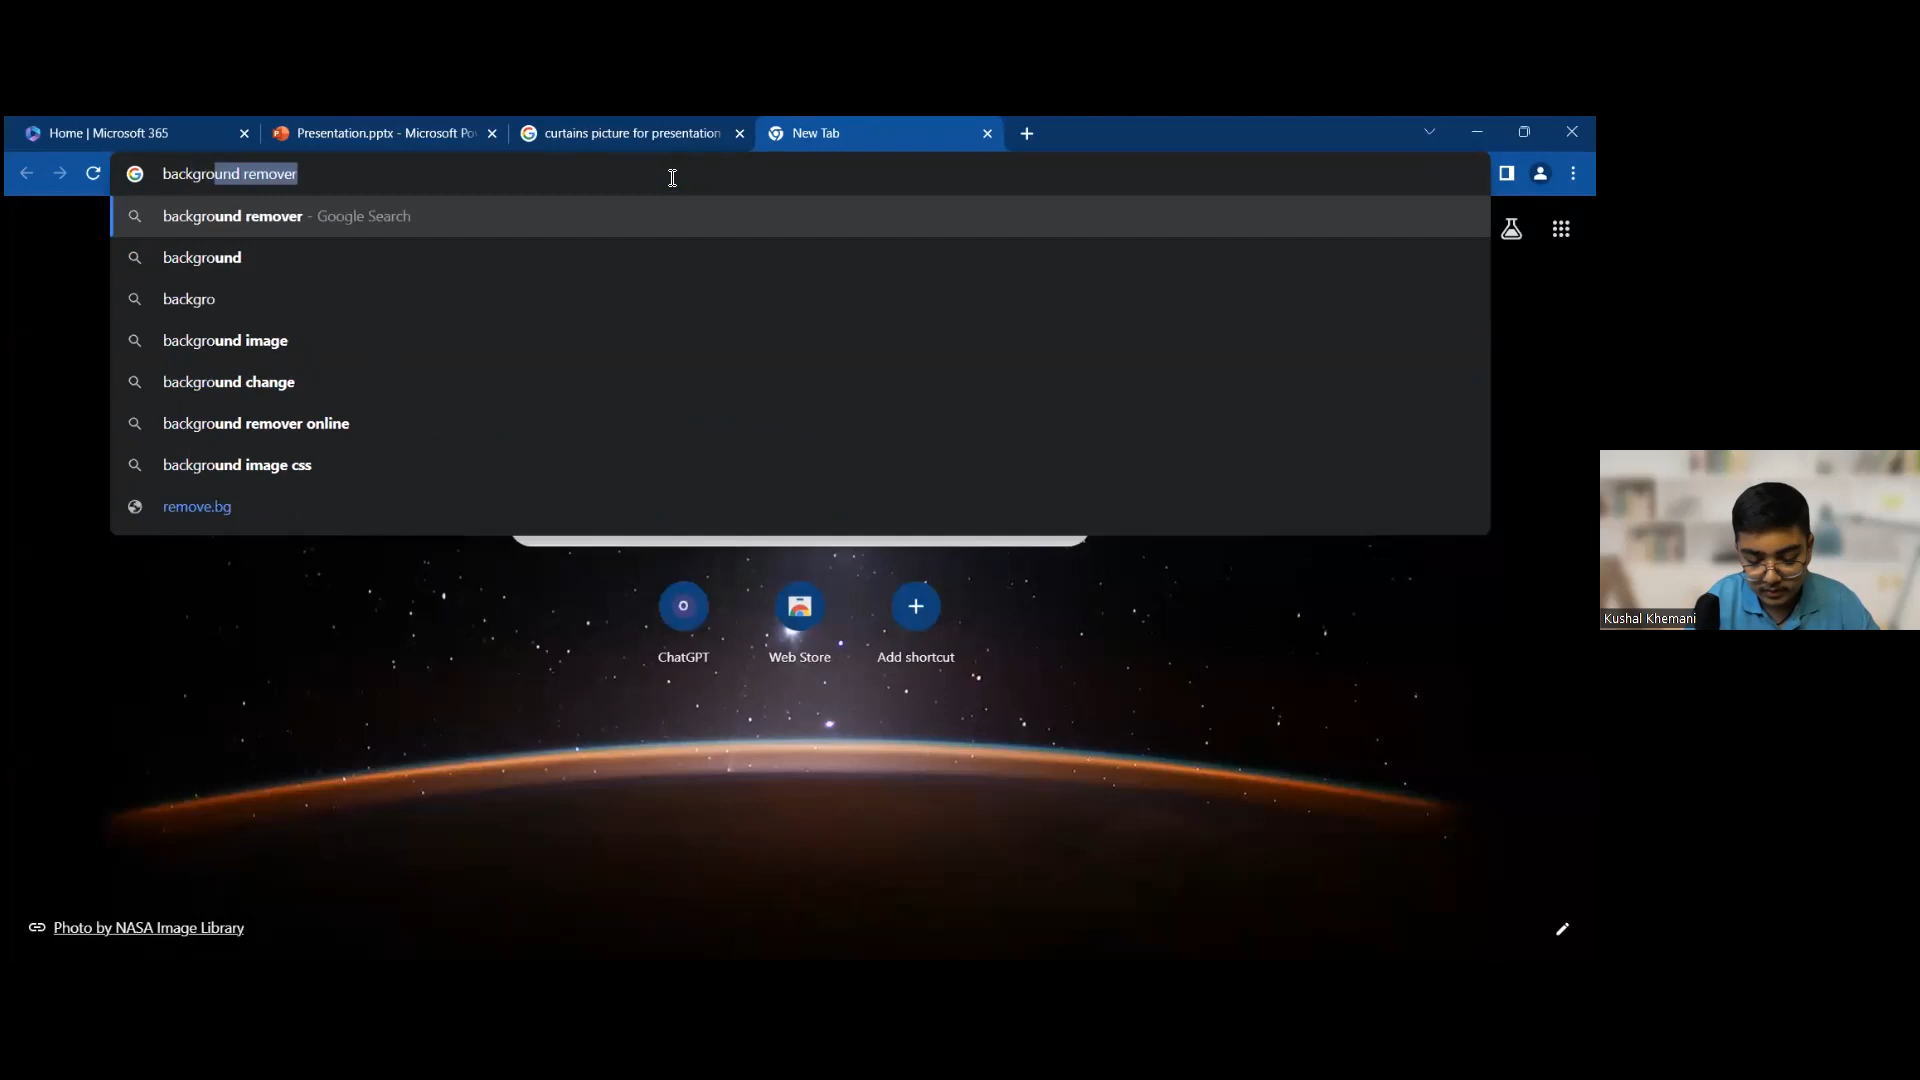 Home | Microsoft 365
Presentation.pptx - Microsoft Po
curtains picture for presentation
New Tab
background remover
background remover - Google Search
background
backgro
background image
background change
background remover online
background image css
remove.bg
O
ChatGPT
Web Store
Add shortcut
Kushal Khemani
Photo by NASA Image Library